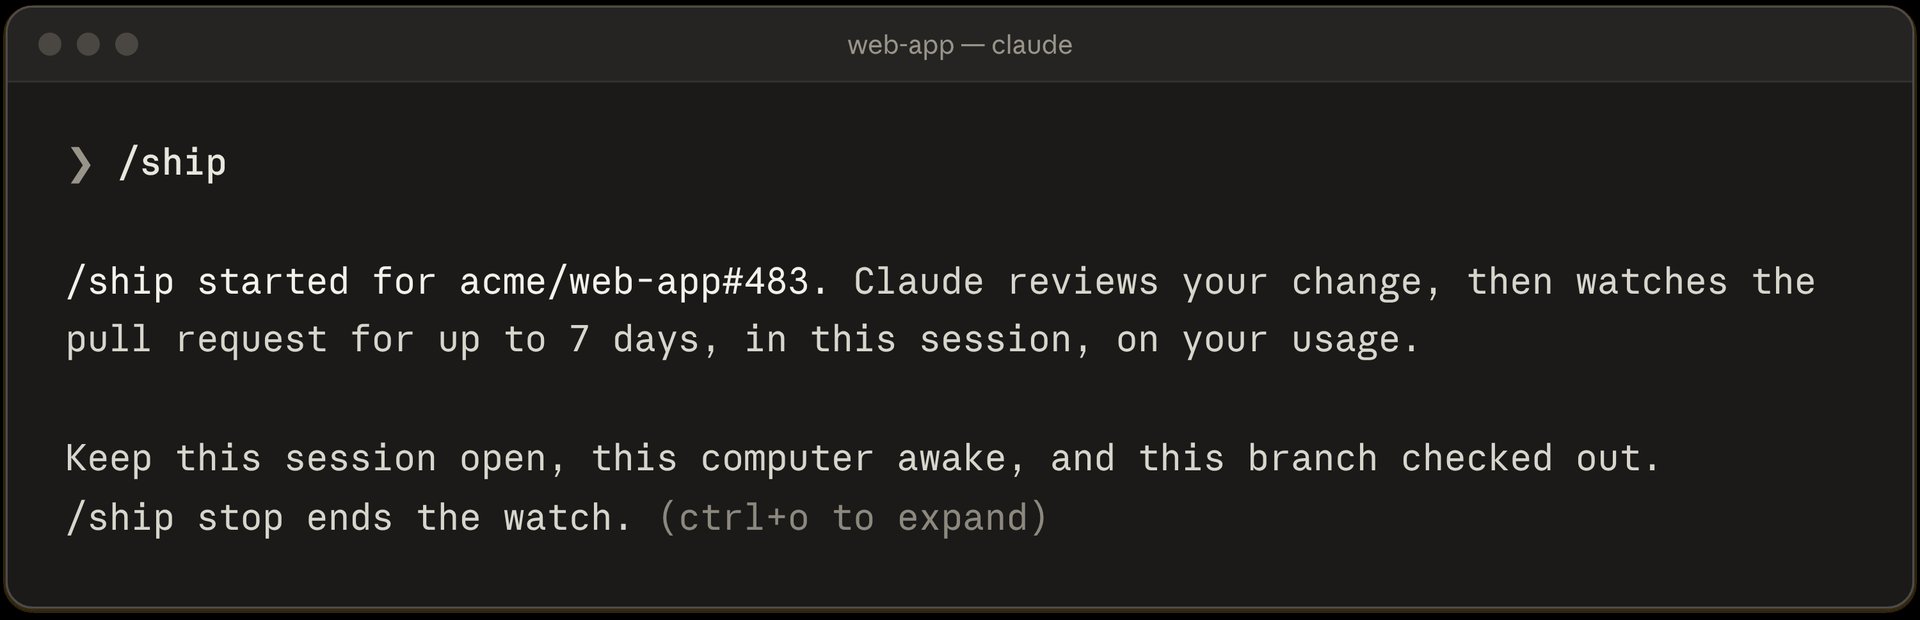 web-app — claude
❯ /ship
/ship started for acme/web-app#483. Claude reviews your change, then watches the
pull request for up to 7 days, in this session, on your usage.
Keep this session open, this computer awake, and this branch checked out.
/ship stop ends the watch. (ctrl+o to expand)